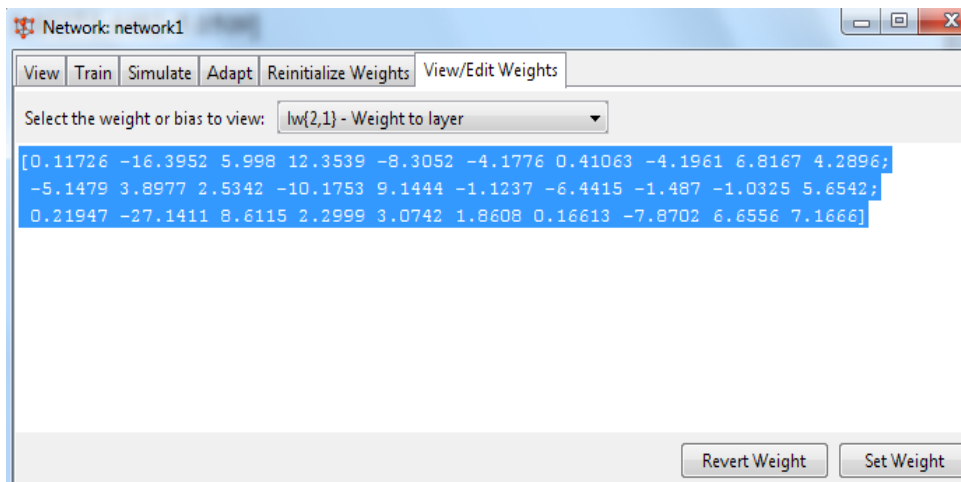 Network: network1
View Train Simulate Adapt Reinitialize Weights View/Edit Weights
Select the weight or bias to view: lw{2,1} - Weight to layer
[0.11726 -16.3952 5.998 12.3539 -8.3052 -4.1776 0.41063 -4.1961 6.8167 4.2896;
-5.1479 3.8977 2.5342 -10.1753 9.1444 -1.1237 -6.4415 -1.487 -1.0325 5.6542;
0.21947 -27.1411 8.6115 2.2999 3.0742 1.8608 0.16613 -7.8702 6.6556 7.1666]
Revert Weight Set Weight